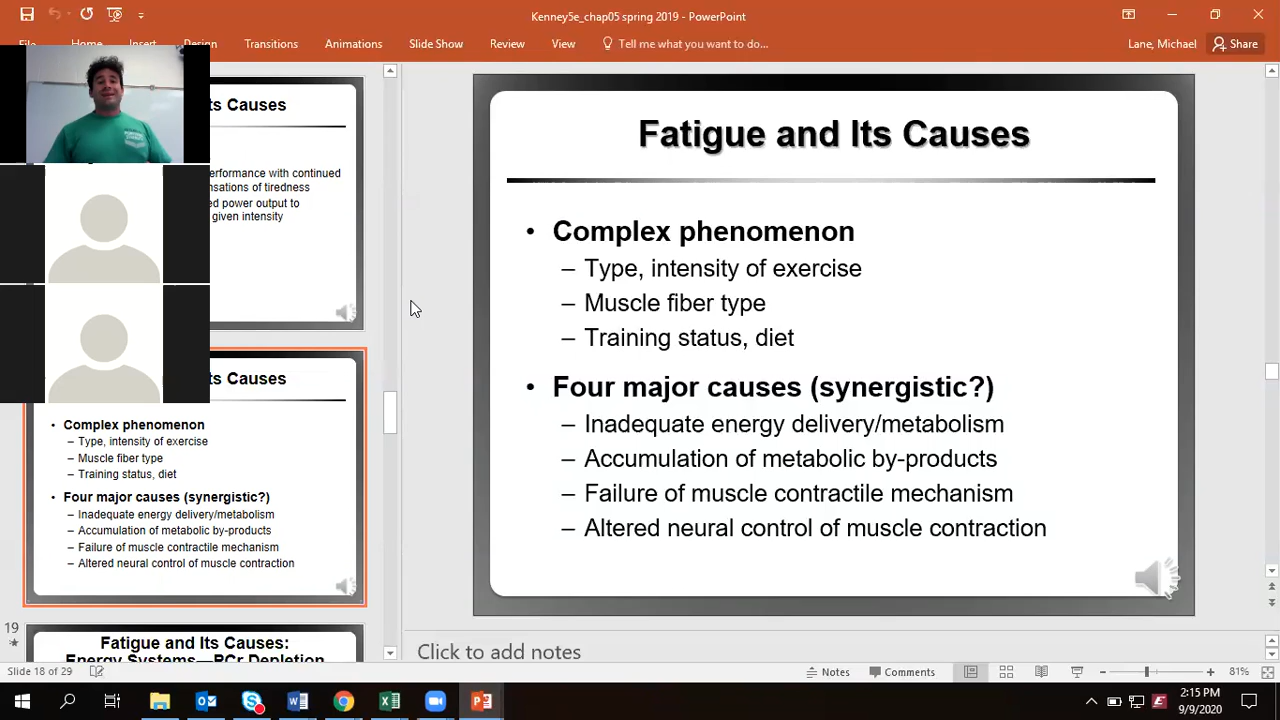 Kenney5e_chap05 spring 2019 - PowerPoint
File Home Insert Design Transitions Animations Slide Show Review View Tell me what you want to do...
Lane, Michael Share
ts Causes
erformance with continued
nsations of tiredness
ed power output to
given intensity
ts Causes
Complex phenomenon
– Type, intensity of exercise
– Muscle fiber type
– Training status, diet
Four major causes (synergistic?)
– Inadequate energy delivery/metabolism
– Accumulation of metabolic by-products
– Failure of muscle contractile mechanism
– Altered neural control of muscle contraction
19
Fatigue and Its Causes:
Energy Systems—PCr Depletion
Fatigue and Its Causes
• Complex phenomenon
– Type, intensity of exercise
– Muscle fiber type
– Training status, diet
• Four major causes (synergistic?)
– Inadequate energy delivery/metabolism
– Accumulation of metabolic by-products
– Failure of muscle contractile mechanism
– Altered neural control of muscle contraction
Click to add notes
Slide 18 of 29
Notes Comments
81%
2:15 PM
9/9/2020